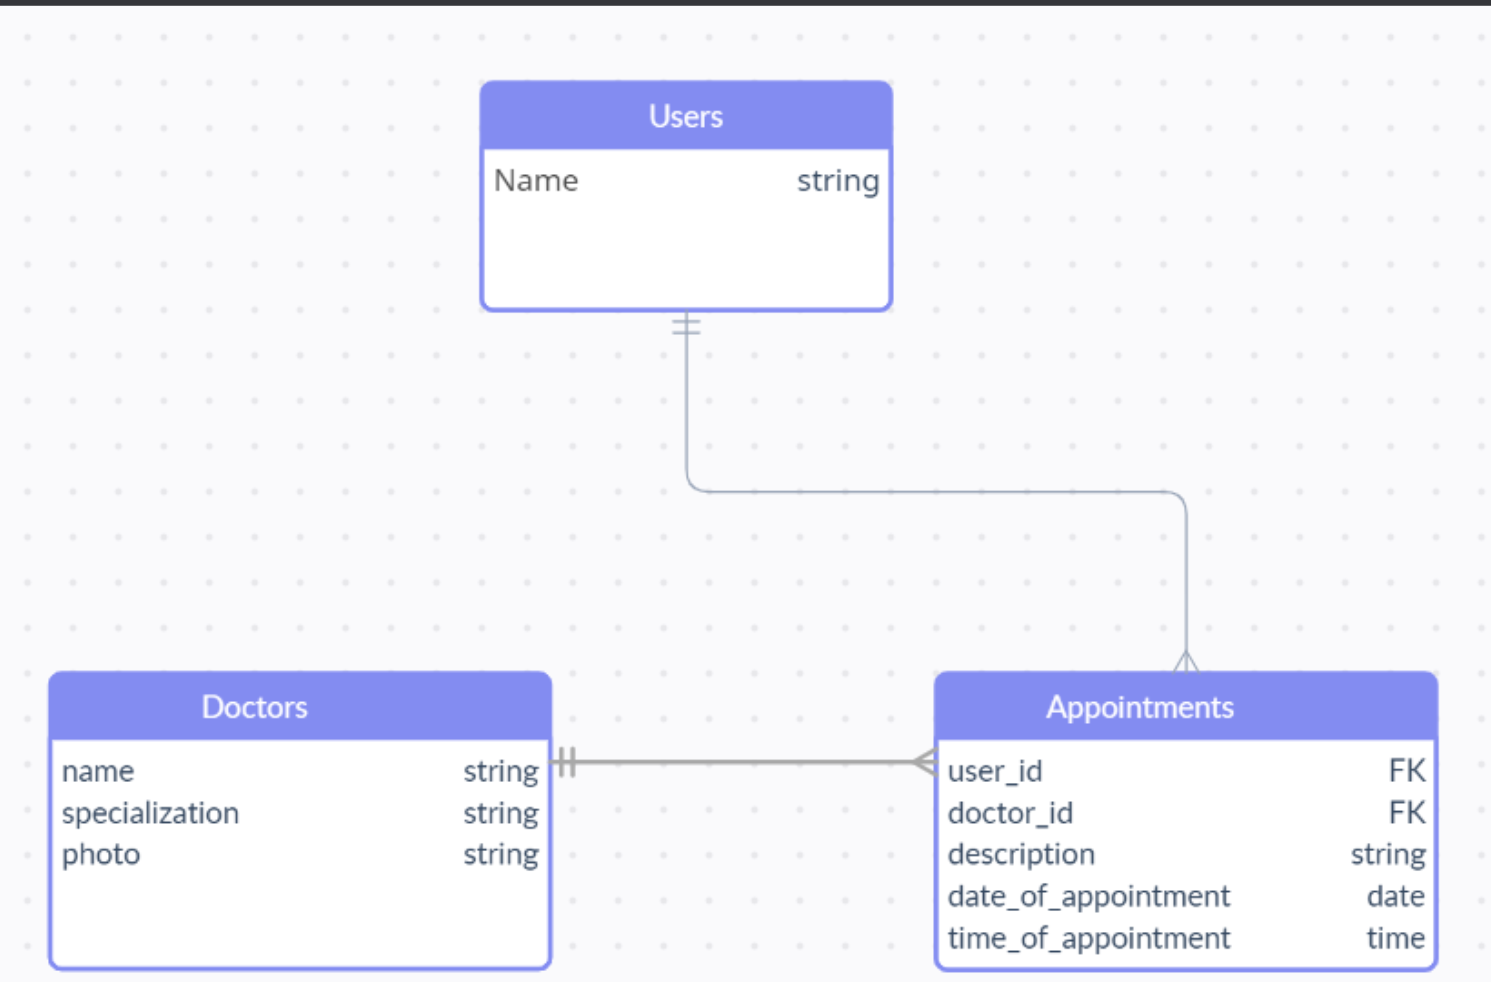 Users
Name string
Doctors
name string
specialization string
photo string
Appointments
user_id FK
doctor_id FK
description string
date_of_appointment date
time_of_appointment time